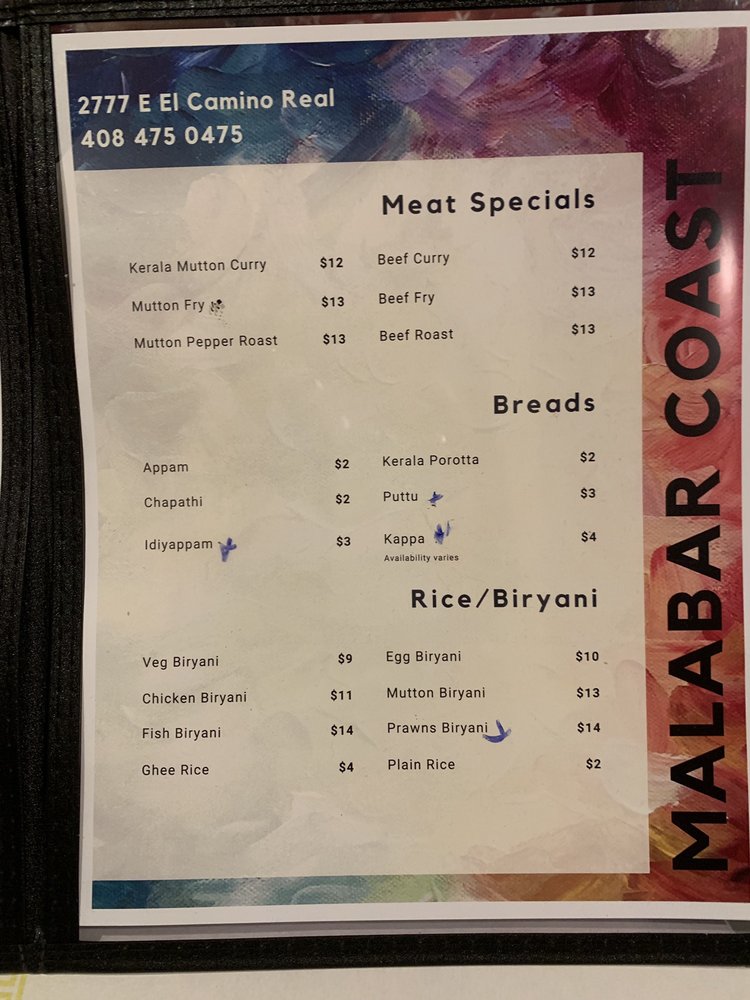 2777 E El Camino Real
408 475 0475
Meat Specials
Kerala Mutton Curry $12 Beef Curry $12
Mutton Fry $13 Beef Fry $13
Mutton Pepper Roast $13 Beef Roast $13
Breads
Appam $2 Kerala Porotta $2
Chapathi $2 Puttu $3
Idiyappam $3 Kappa $4
Availability varies
Rice/Biryani
Veg Biryani $9 Egg Biryani $10
Chicken Biryani $11 Mutton Biryani $13
Fish Biryani $14 Prawns Biryani $14
Ghee Rice $4 Plain Rice $2
MALABAR COAST